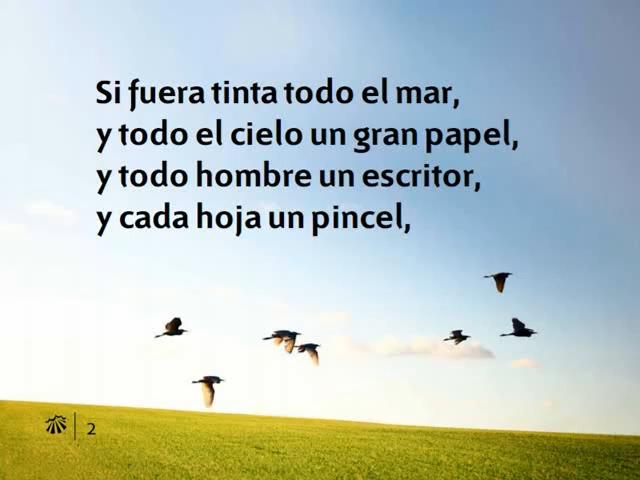 Si fuera tinta todo el mar,
y todo el cielo un gran papel,
y todo hombre un escritor,
y cada hoja un pincel,
2